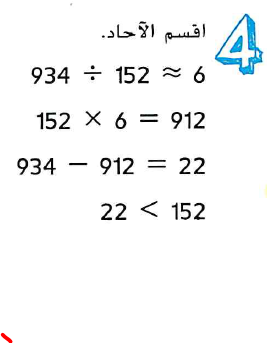 4
اقسم الآحاد.
934 ÷ 152 ≈ 6
152 × 6 = 912
934 − 912 = 22
22 < 152